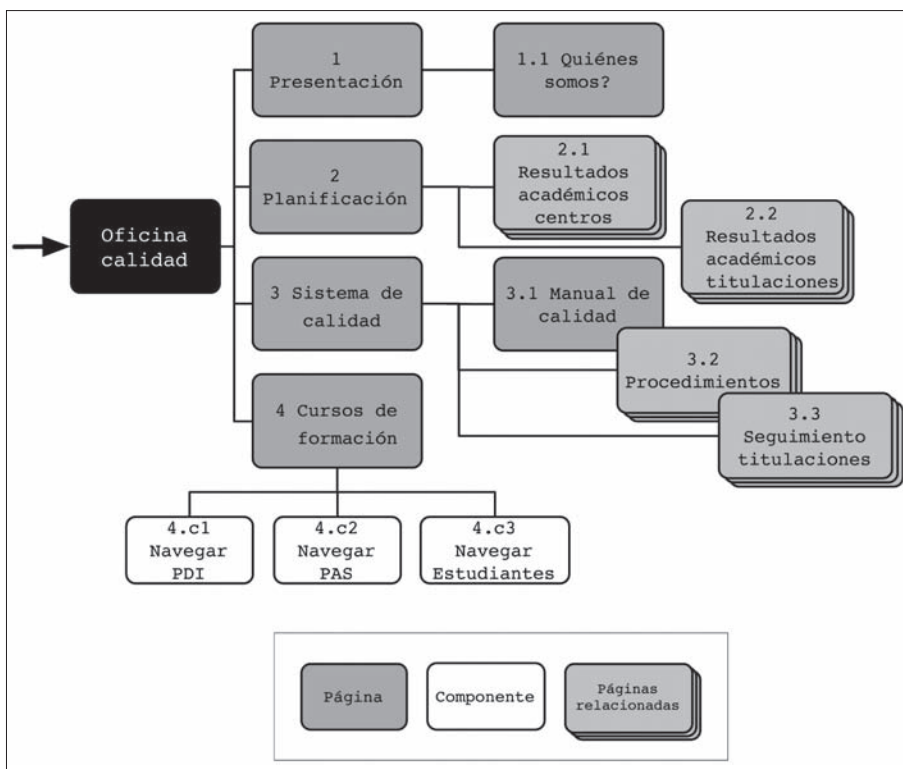 1
Presentación
1.1 Quiénes
somos?
2
Planificación
2.1
Resultados
académicos
centros
2.2
Resultados
académicos
titulaciones
Oficina
calidad
3 Sistema de
calidad
3.1 Manual de
calidad
3.2
Procedimientos
3.3
Seguimiento
titulaciones
4 Cursos de
formación
4.c1
Navegar
PDI
4.c2
Navegar
PAS
4.c3
Navegar
Estudiantes
Página
Componente
Páginas
relacionadas